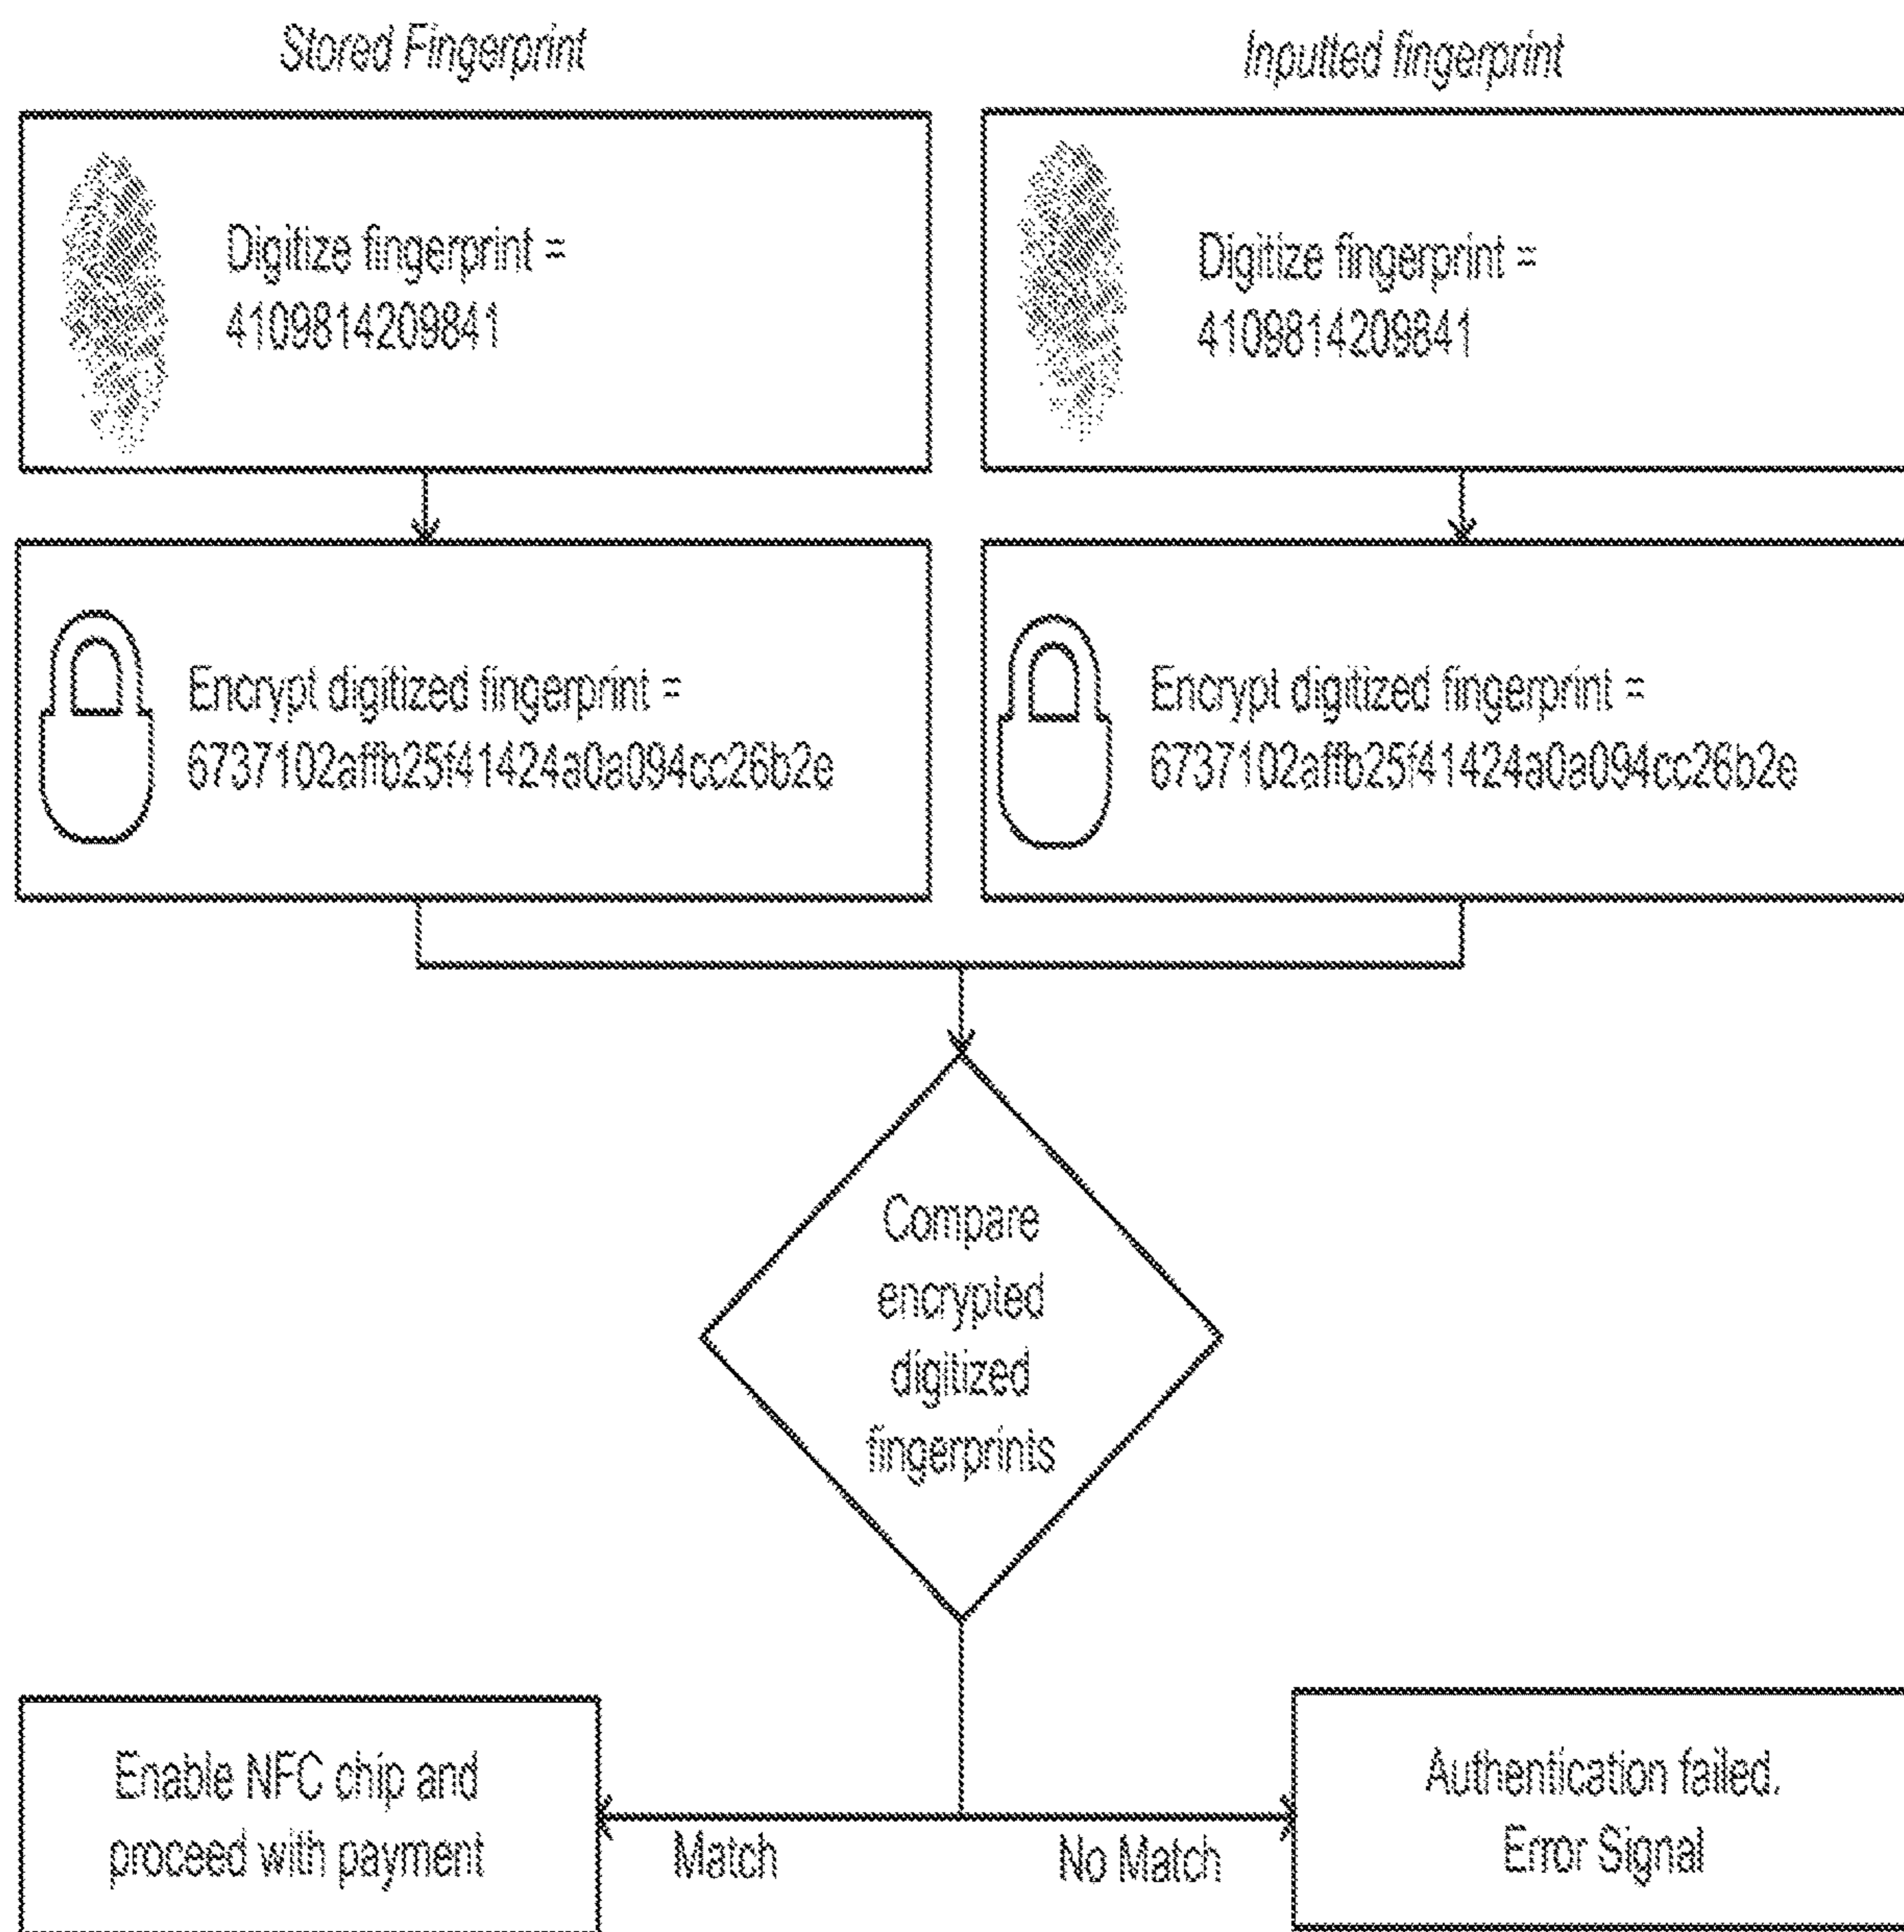 Stored Fingerprint
Digitize fingerprint =
4109814209841
Encrypt digitized fingerprint =
6737102affb25f41424a0a094cc26b2e
Inputted fingerprint
Digitize fingerprint =
4109814209841
Encrypt digitized fingerprint =
6737102affb25f41424a0a094cc26b2e
Compare
encrypted
digitized
fingerprints
Enable NFC chip and
proceed with payment
Match
No Match
Authentication failed.
Error Signal